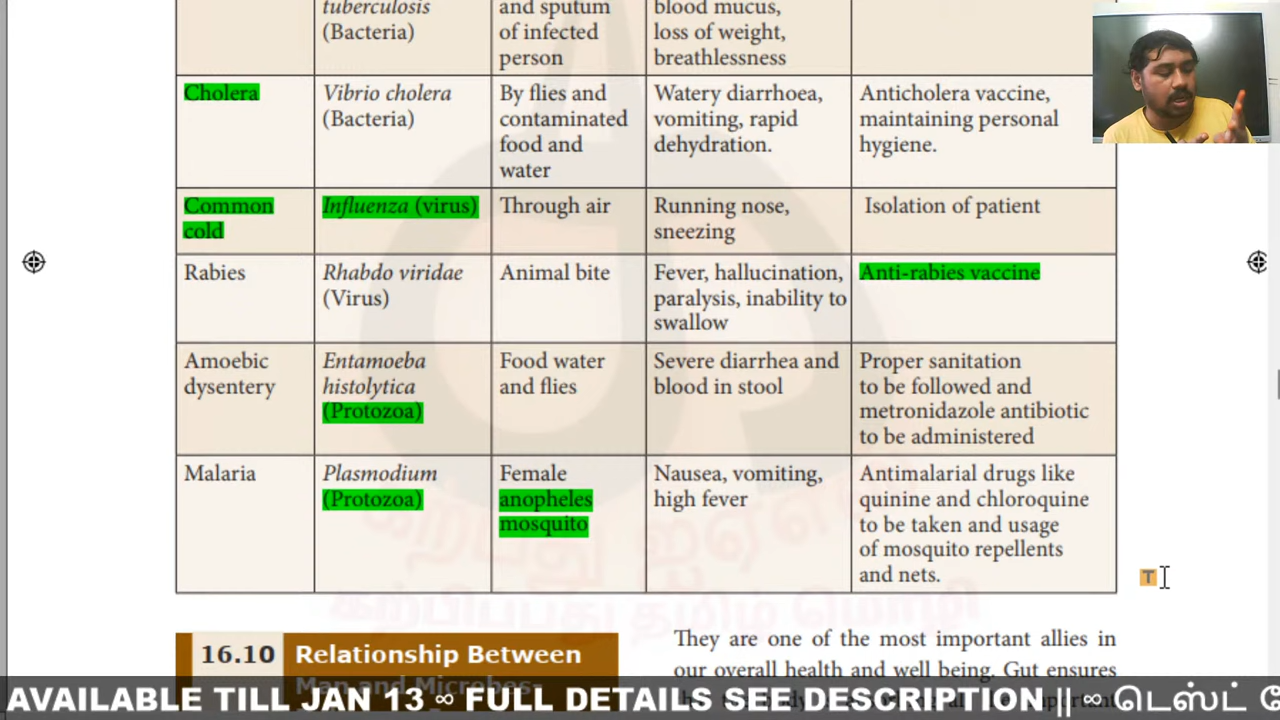 tuberculosis
(Bacteria)
and sputum
of infected
person
blood mucus,
loss of weight,
breathlessness
Cholera
Vibrio cholera
(Bacteria)
By flies and
contaminated
food and
water
Watery diarrhoea,
vomiting, rapid
dehydration.
Anticholera vaccine,
maintaining personal
hygiene.
Common
cold
Influenza (virus)
Through air
Running nose,
sneezing
Isolation of patient
Rabies
Rhabdo viridae
(Virus)
Animal bite
Fever, hallucination,
paralysis, inability to
swallow
Anti-rabies vaccine
Amoebic
dysentery
Entamoeba
histolytica
(Protozoa)
Food water
and flies
Severe diarrhea and
blood in stool
Proper sanitation
to be followed and
metronidazole antibiotic
to be administered
Malaria
Plasmodium
(Protozoa)
Female
anopheles
mosquito
Nausea, vomiting,
high fever
Antimalarial drugs like
quinine and chloroquine
to be taken and usage
of mosquito repellents
and nets.
T
கற்பிப்பது தமிழ் மொழி
16.10 Relationship Between
Man and Microbes-
They are one of the most important allies in
our overall health and well being. Gut ensures
AVAILABLE TILL JAN 13 ∞ FULL DETAILS SEE DESCRIPTION || ∞ டெஸ்ட்